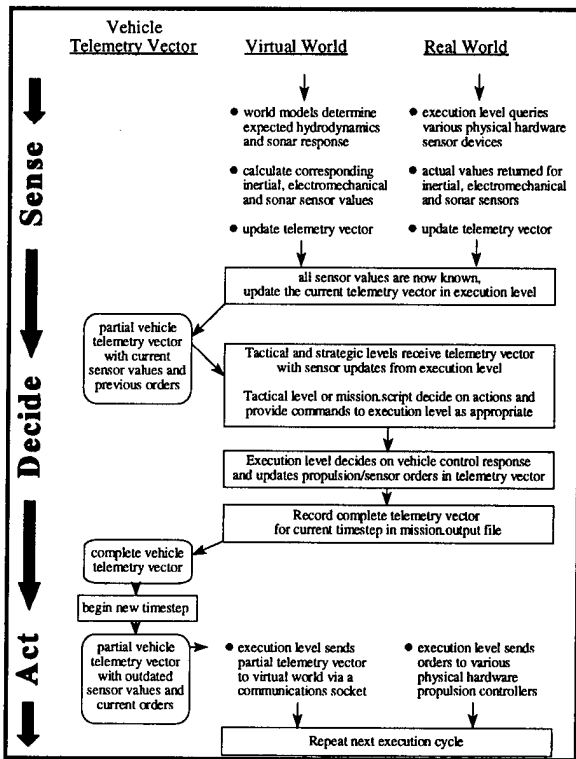 Vehicle
Telemetry Vector
Virtual World
Real World
Sense
● world models determine
expected hydrodynamics
and sonar response
● calculate corresponding
inertial, electromechanical
and sonar sensor values
● update telemetry vector
● execution level queries
various physical hardware
sensor devices
● actual values returned for
inertial, electromechanical
and sonar sensors
● update telemetry vector
all sensor values are now known,
update the current telemetry vector in execution level
partial vehicle
telemetry vector
with current
sensor values and
previous orders
Decide
Tactical and strategic levels receive telemetry vector
with sensor updates from execution level
Tactical level or mission.script decide on actions and
provide commands to execution level as appropriate
Execution level decides on vehicle control response
and updates propulsion/sensor orders in telemetry vector
Record complete telemetry vector
for current timestep in mission.output file
complete vehicle
telemetry vector
begin new timestep
Act
partial vehicle
telemetry vector
with outdated
sensor values and
current orders
● execution level sends
partial telemetry vector
to virtual world via a
communications socket
● execution level sends
orders to various
physical hardware
propulsion controllers
Repeat next execution cycle